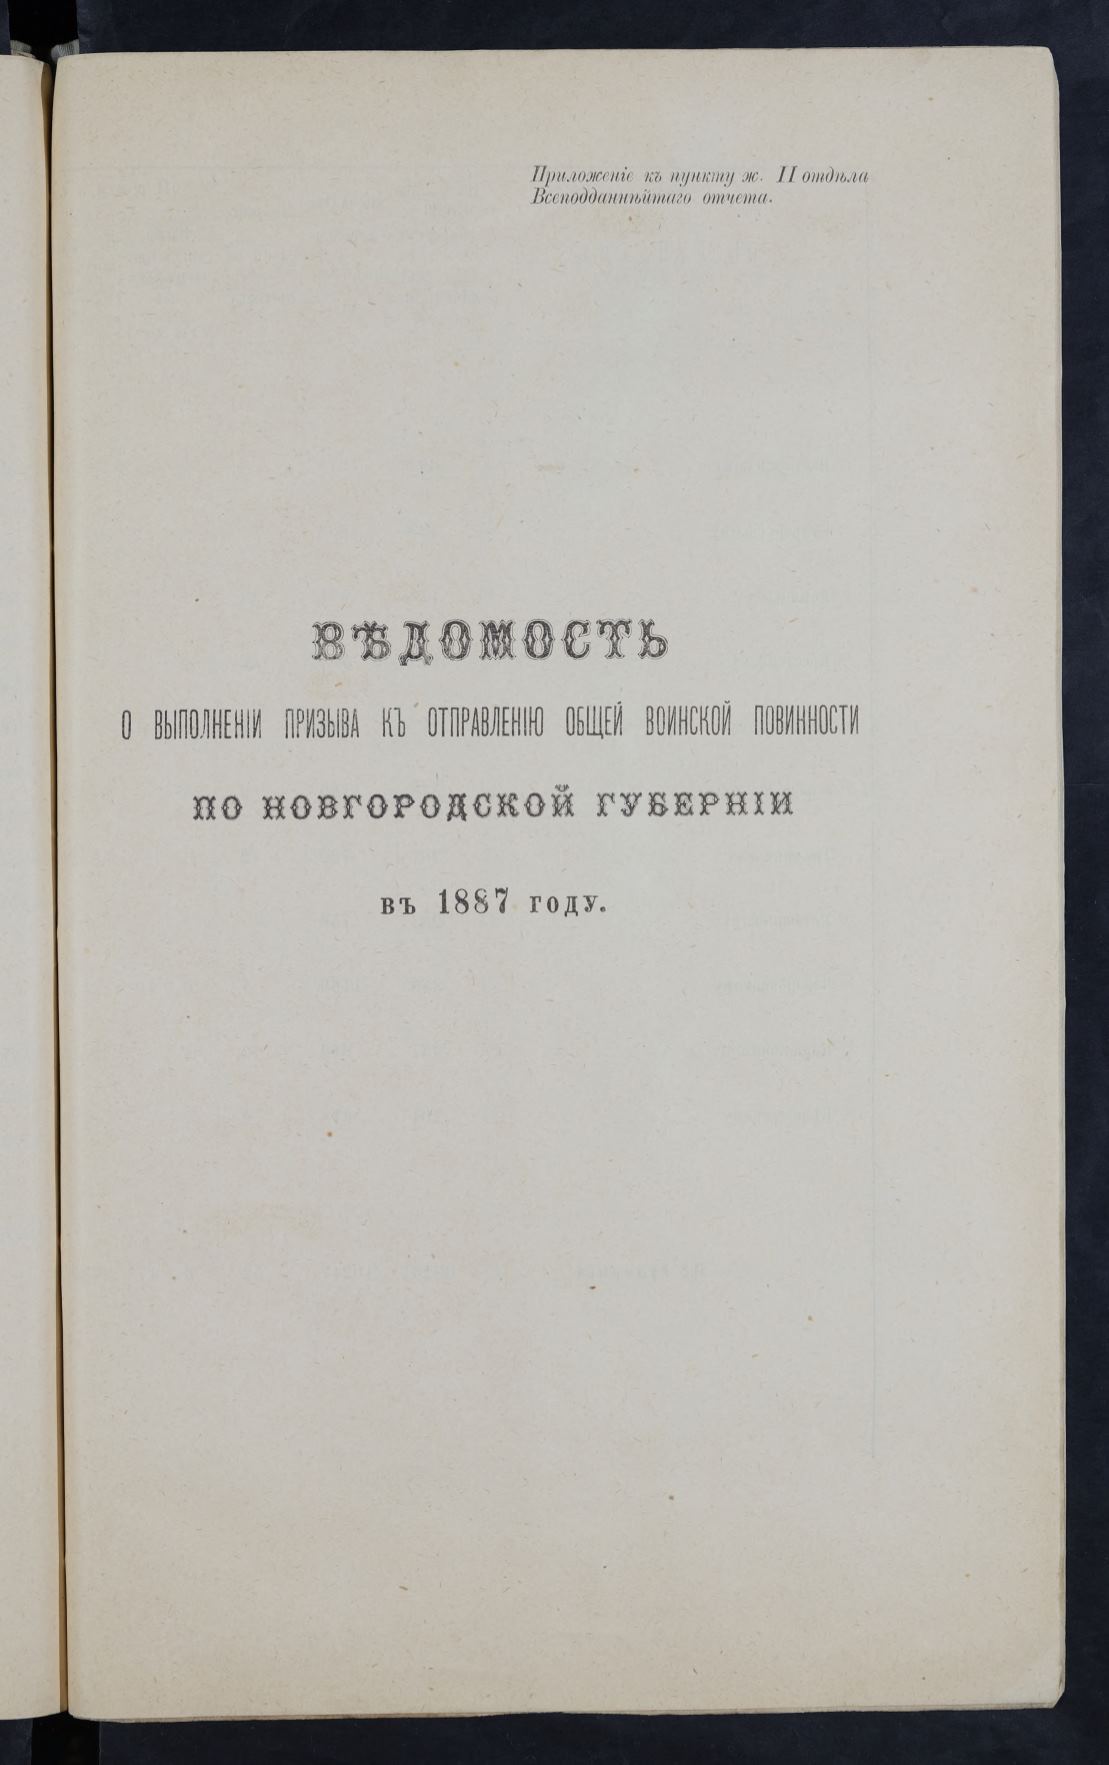 Приложеніе къ пункту ж. II отдѣла
Всеподданнѣйшаго отчета.
ВѢДОМОСТЬ
О ВЫПОЛНЕНІИ ПРИЗЫВА КЪ ОТПРАВЛЕНІЮ ОБЩЕЙ ВОИНСКОЙ ПОВИННОСТИ
ПО НОВГОРОДСКОЙ ГУБЕРНІИ
въ 1887 году.